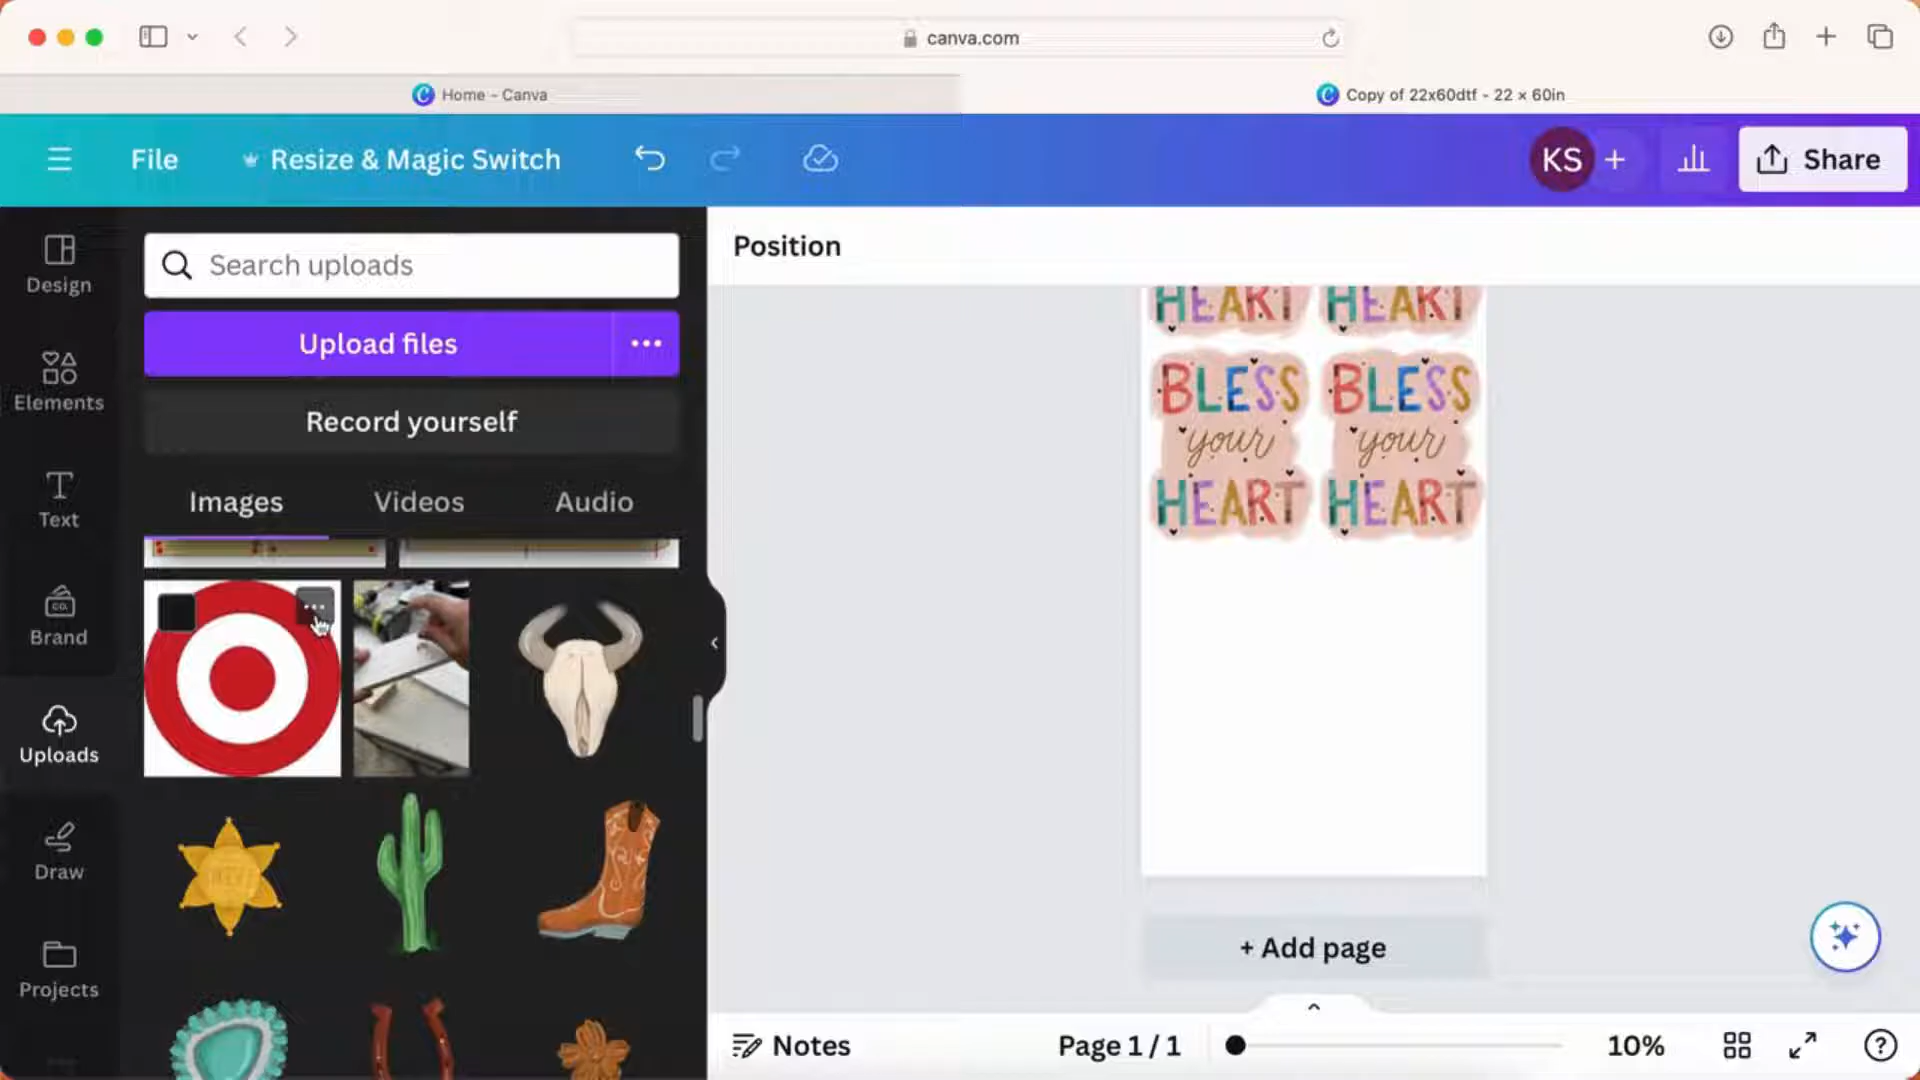 canva.com
Home - Canva
Copy of 22x60dtf - 22 × 60in
File
Resize & Magic Switch
KS
+
Share
Design
Elements
Text
Brand
Uploads
Draw
Projects
Search uploads
Upload files
Record yourself
Images
Videos
Audio
Position
HEART HEART
BLESS BLESS
your your
HEART HEART
+ Add page
Notes
Page 1 / 1
10%
?